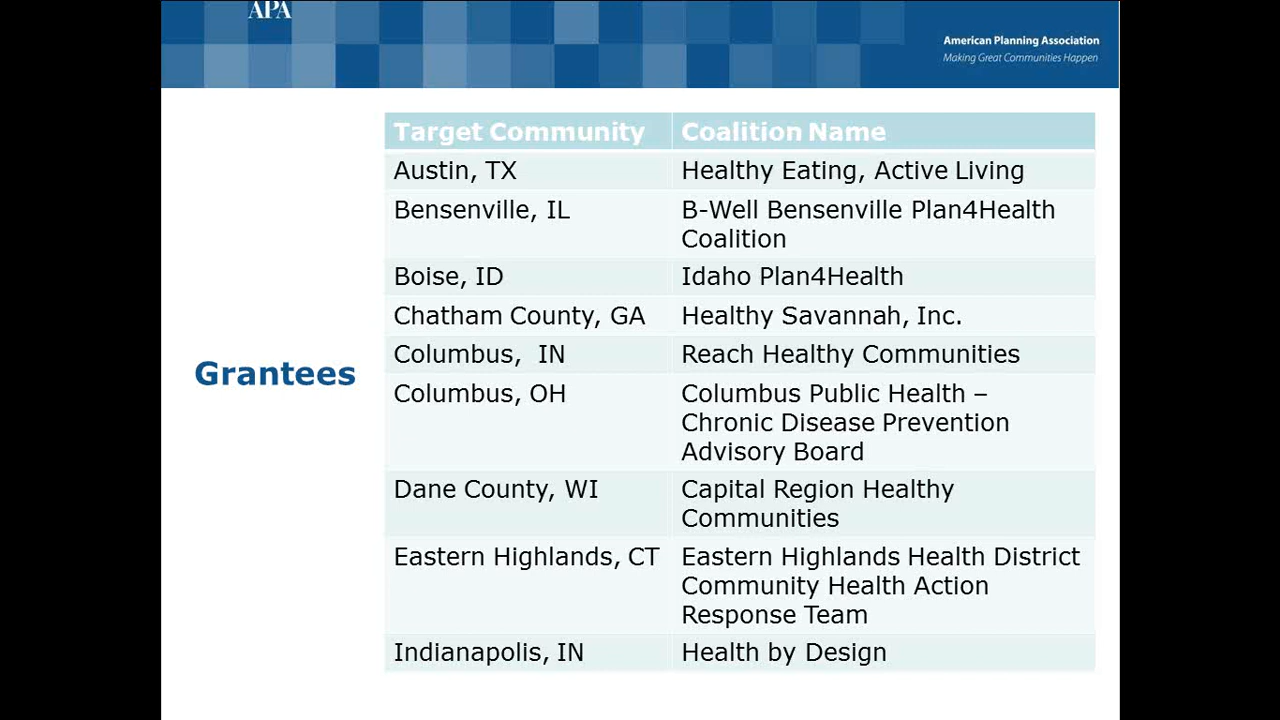 APA
American Planning Association
Making Great Communities Happen
Grantees
Target Community Coalition Name
Austin, TX Healthy Eating, Active Living
Bensenville, IL B-Well Bensenville Plan4Health
Coalition
Boise, ID Idaho Plan4Health
Chatham County, GA Healthy Savannah, Inc.
Columbus, IN Reach Healthy Communities
Columbus, OH Columbus Public Health –
Chronic Disease Prevention
Advisory Board
Dane County, WI Capital Region Healthy
Communities
Eastern Highlands, CT Eastern Highlands Health District
Community Health Action
Response Team
Indianapolis, IN Health by Design